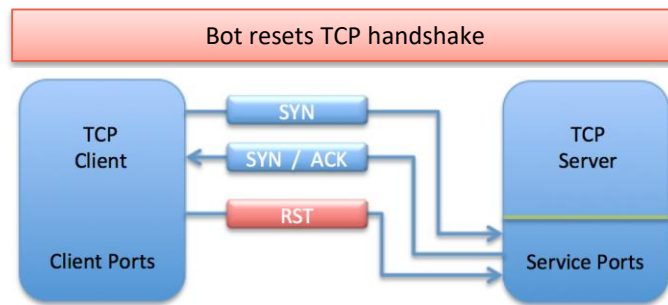 Bot resets TCP handshake
TCP
Client
SYN
SYN / ACK
RST
Client Ports
TCP
Server
Service Ports